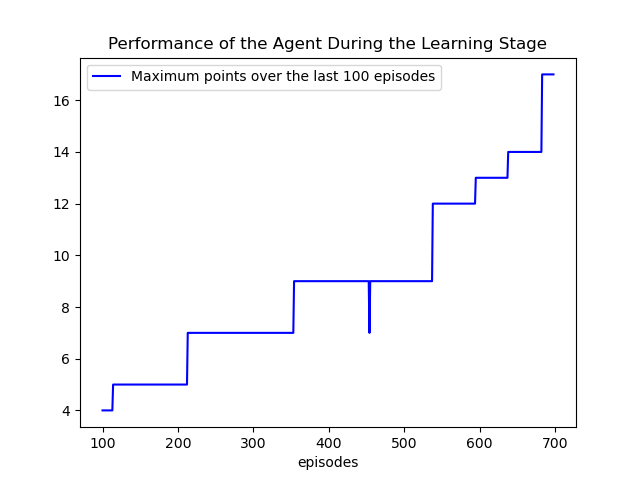 Performance of the Agent During the Learning Stage
Maximum points over the last 100 episodes
16
14
12
10
8
6
4
100 200 300 400 500 600 700
episodes